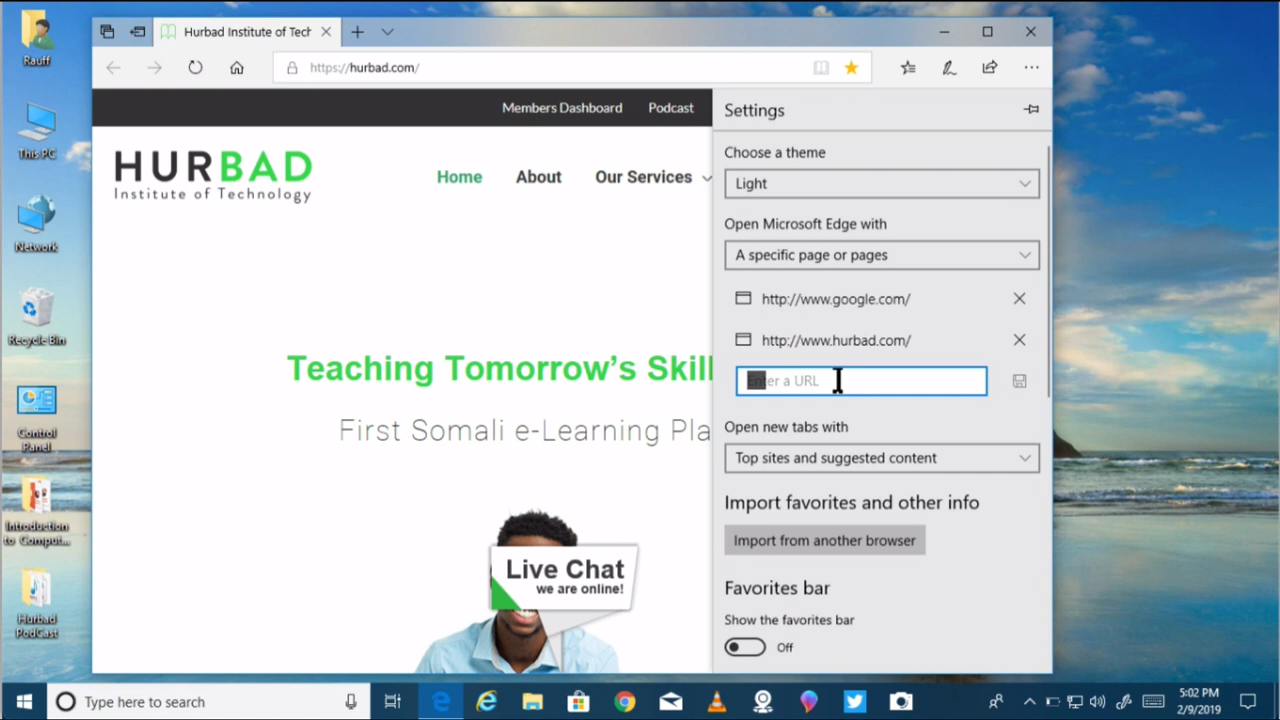 Rauff
This PC
Network
Recycle Bin
Control
Panel
Introduction
to Comput...
Hurbad
PodCast
Hurbad Institute of Tech
https://hurbad.com/
Members Dashboard Podcast
HURBAD
Institute of Technology
Home About Our Services
Teaching Tomorrow's Skill
First Somali e-Learning Pla
Live Chat
we are online!
Settings
Choose a theme
Light
Open Microsoft Edge with
A specific page or pages
http://www.google.com/
http://www.hurbad.com/
Enter a URL
Open new tabs with
Top sites and suggested content
Import favorites and other info
Import from another browser
Favorites bar
Show the favorites bar
Off
Type here to search
5:02 PM
2/9/2019